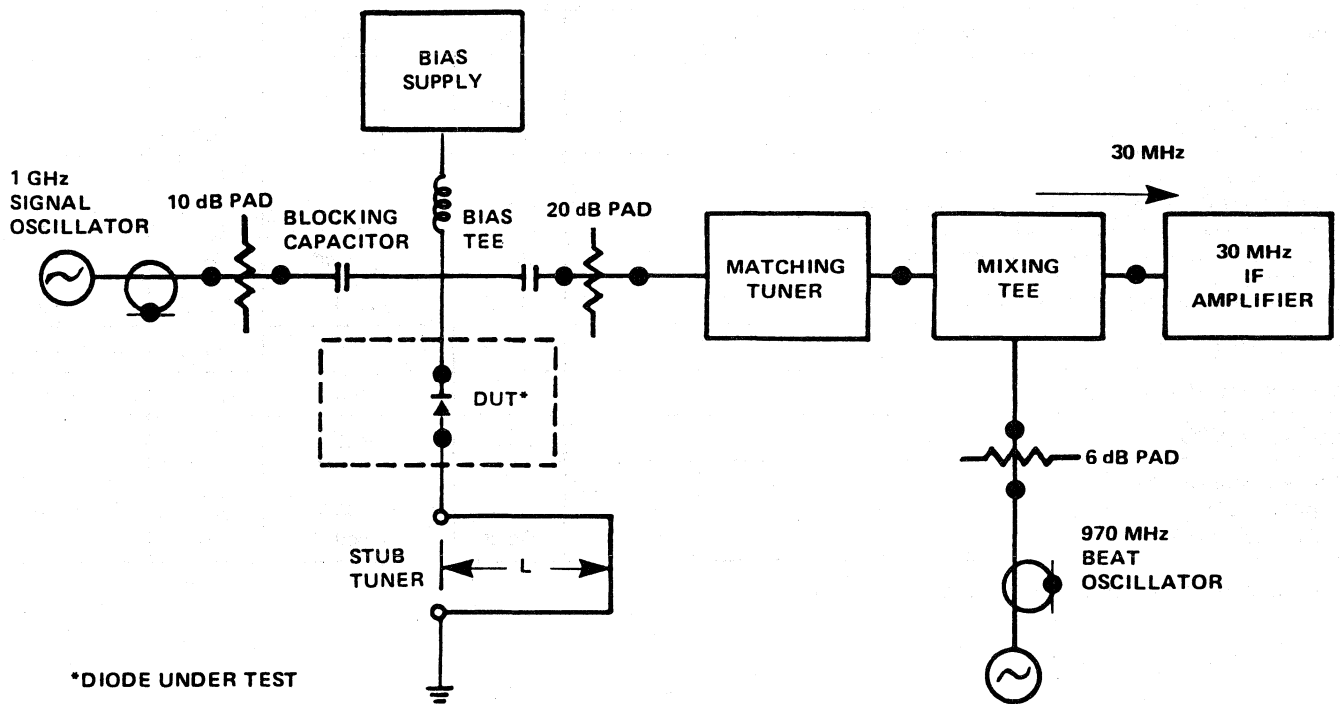 BIAS
SUPPLY
30 MHz
1 GHz
SIGNAL
OSCILLATOR
10 dB PAD
BLOCKING
CAPACITOR
BIAS
TEE
20 dB PAD
MATCHING
TUNER
MIXING
TEE
30 MHz
IF
AMPLIFIER
DUT*
6 dB PAD
STUB
TUNER
L
970 MHz
BEAT
OSCILLATOR
*DIODE UNDER TEST